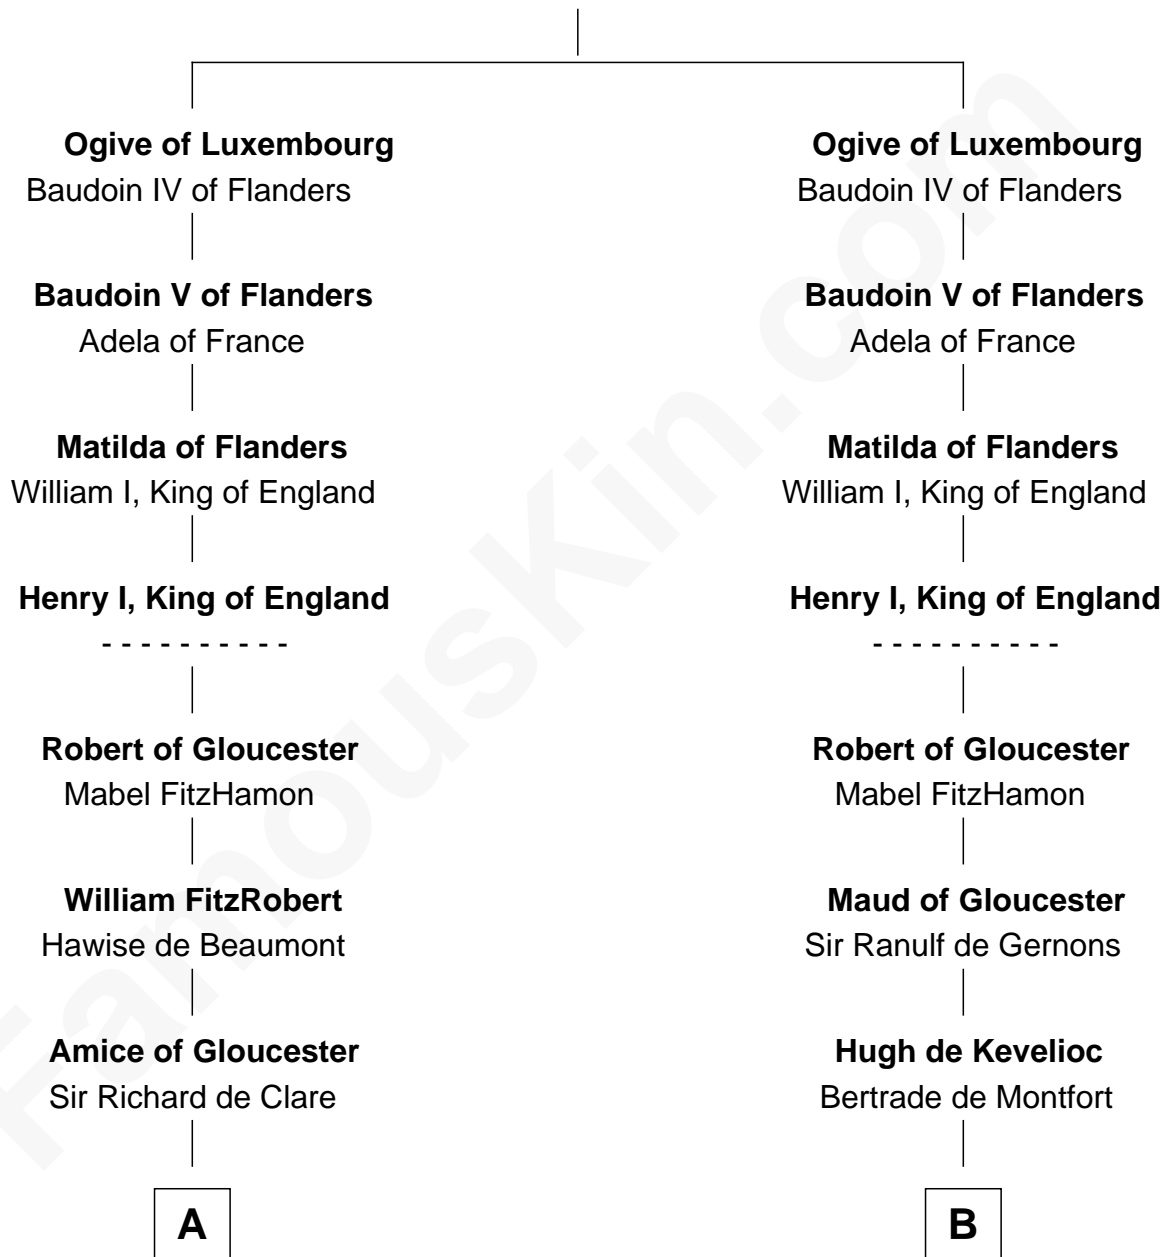 Ogive of Luxembourg
Baudoin IV of Flanders
Baudoin V of Flanders
Adela of France
Matilda of Flanders
William I, King of England
Henry I, King of England
- - - - - - - - - -
Robert of Gloucester
Mabel FitzHamon
William FitzRobert
Hawise de Beaumont
Amice of Gloucester
Sir Richard de Clare
A
Ogive of Luxembourg
Baudoin IV of Flanders
Baudoin V of Flanders
Adela of France
Matilda of Flanders
William I, King of England
Henry I, King of England
- - - - - - - - - -
Robert of Gloucester
Mabel FitzHamon
Maud of Gloucester
Sir Ranulf de Gernons
Hugh de Kevelioc
Bertrade de Montfort
B
FamousKin.com